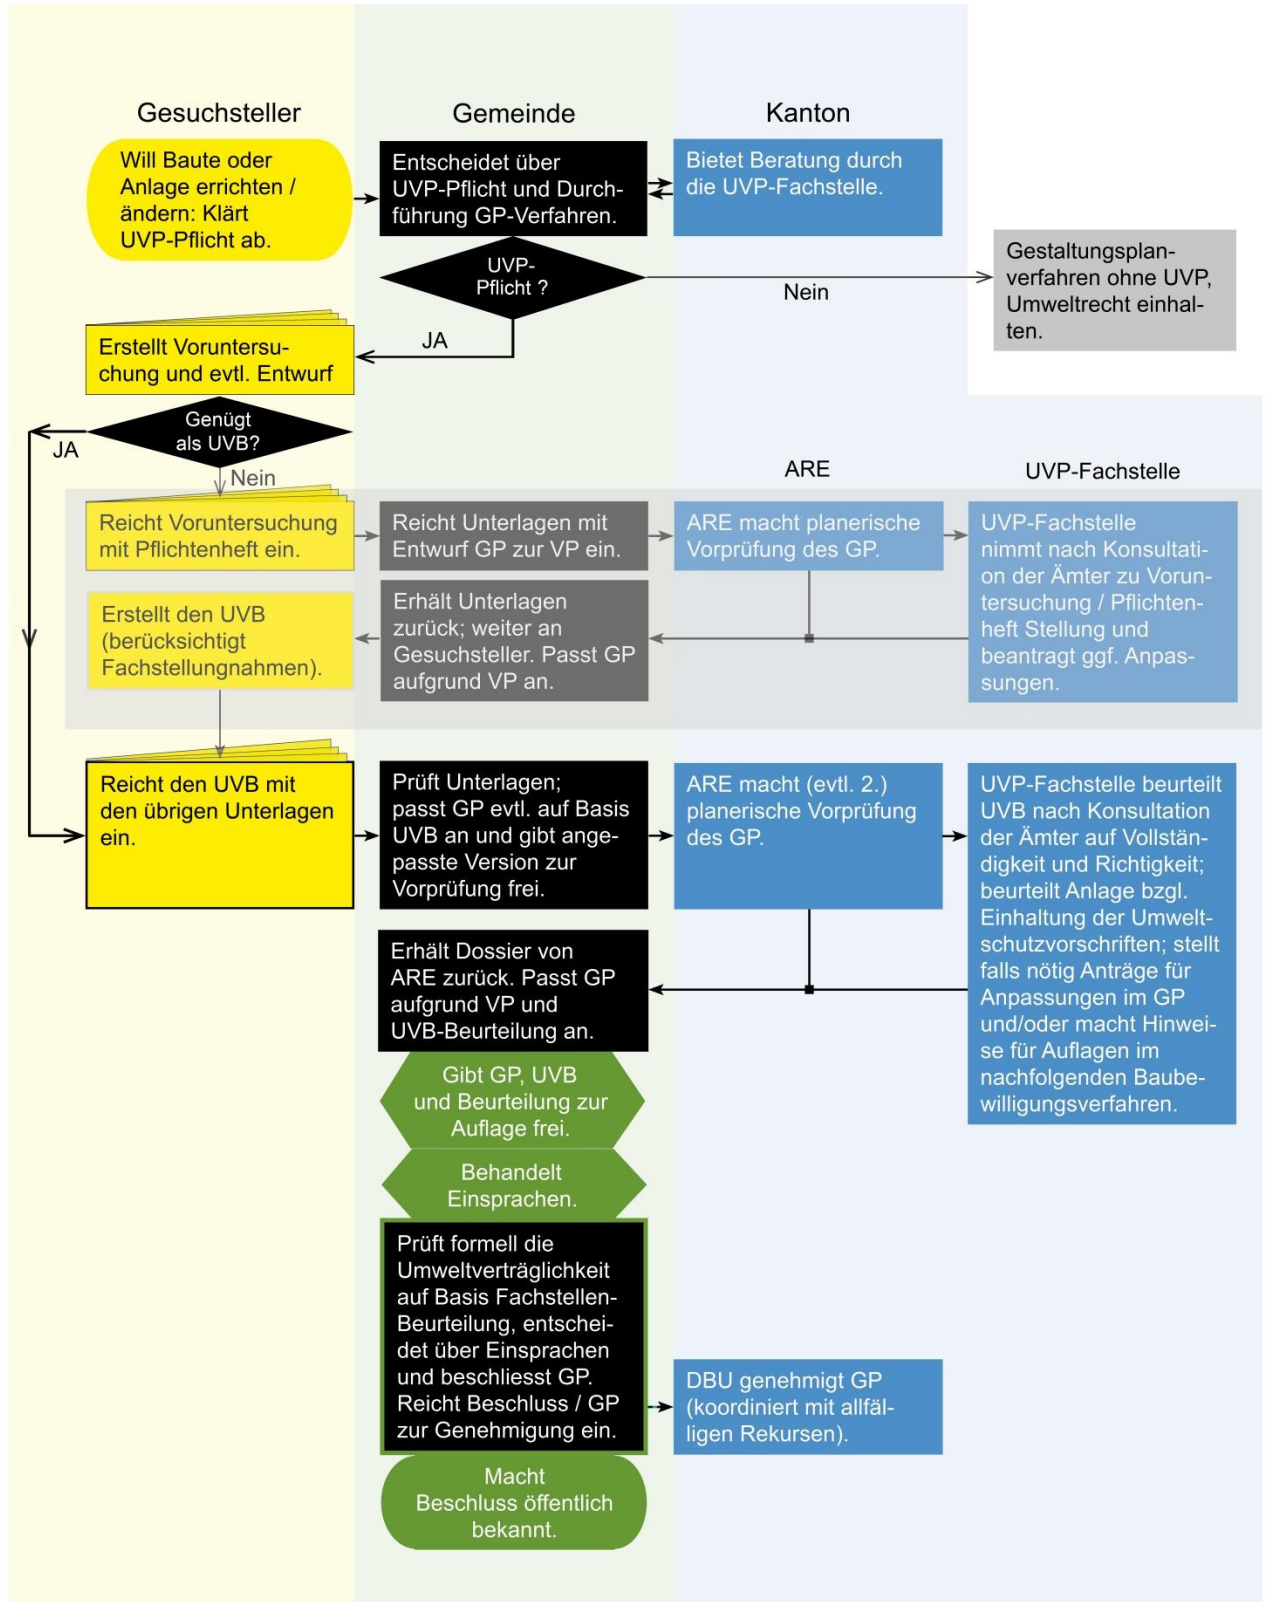 Gesuchsteller
Gemeinde
Kanton
Will Baute oder
Anlage errichten /
ändern: Klärt
UVP-Pflicht ab.
Entscheidet über
UVP-Pflicht und Durch-
führung GP-Verfahren.
Bietet Beratung durch
die UVP-Fachstelle.
UVP-
Pflicht ?
Nein
Gestaltungsplan-
verfahren ohne UVP,
Umweltrecht einhal-
ten.
JA
Erstellt Voruntersu-
chung und evtl. Entwurf
Genügt
als UVB?
JA
Nein
ARE
UVP-Fachstelle
Reicht Voruntersuchung
mit Pflichtenheft ein.
Reicht Unterlagen mit
Entwurf GP zur VP ein.
ARE macht planerische
Vorprüfung des GP.
UVP-Fachstelle
nimmt nach Konsultati-
on der Ämter zu Vorun-
tersuchung / Pflichten-
heft Stellung und
beantragt ggf. Anpas-
sungen.
Erstellt den UVB
(berücksichtigt
Fachstellungnahmen).
Erhält Unterlagen
zurück; weiter an
Gesuchsteller. Passt GP
aufgrund VP an.
Reicht den UVB mit
den übrigen Unterlagen
ein.
Prüft Unterlagen;
passt GP evtl. auf Basis
UVB an und gibt ange-
passte Version zur
Vorprüfung frei.
ARE macht (evtl. 2.)
planerische Vorprüfung
des GP.
UVP-Fachstelle beurteilt
UVB nach Konsultation
der Ämter auf Vollstän-
digkeit und Richtigkeit;
beurteilt Anlage bzgl.
Einhaltung der Umwelt-
schutzvorschriften; stellt
falls nötig Anträge für
Anpassungen im GP
und/oder macht Hinwei-
se für Auflagen im
nachfolgenden Baube-
willigungsverfahren.
Erhält Dossier von
ARE zurück. Passt GP
aufgrund VP und
UVB-Beurteilung an.
Gibt GP, UVB
und Beurteilung zur
Auflage frei.
Behandelt
Einsprachen.
Prüft formell die
Umweltverträglichkeit
auf Basis Fachstellen-
Beurteilung, entschei-
det über Einsprachen
und beschliesst GP.
Reicht Beschluss / GP
zur Genehmigung ein.
DBU genehmigt GP
(koordiniert mit allfäl-
ligen Rekursen).
Macht
Beschluss öffentlich
bekannt.